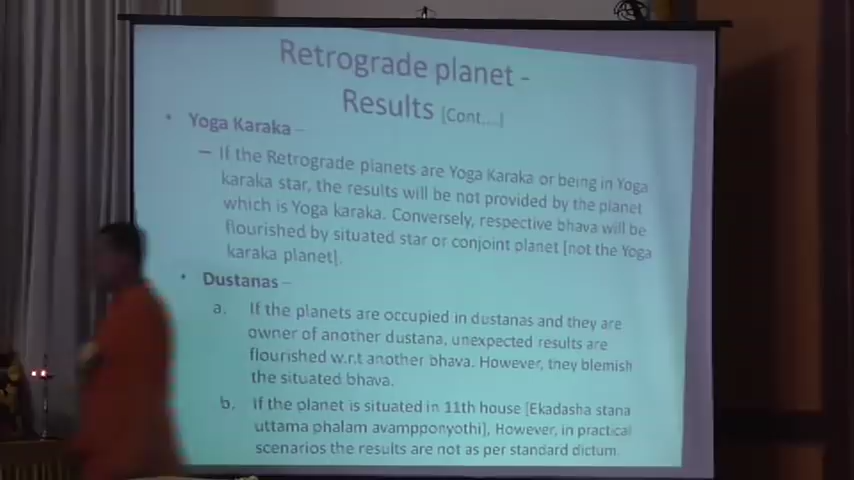 Retrograde planet -
Results [Cont...]
• Yoga Karaka –
– If the Retrograde planets are Yoga Karaka or being in Yoga
karaka star, the results will be not provided by the planet
which is Yoga karaka. Conversely, respective bhava will be
flourished by situated star or conjoint planet [not the Yoga
karaka planet].
• Dustanas –
a. If the planets are occupied in dustanas and they are
owner of another dustana, unexpected results are
flourished w.r.t another bhava. However, they blemish
the situated bhava.
b. If the planet is situated in 11th house [Ekadasha stana
uttama phalam avampponyothi], However, in practical
scenarios the results are not as per standard dictum.